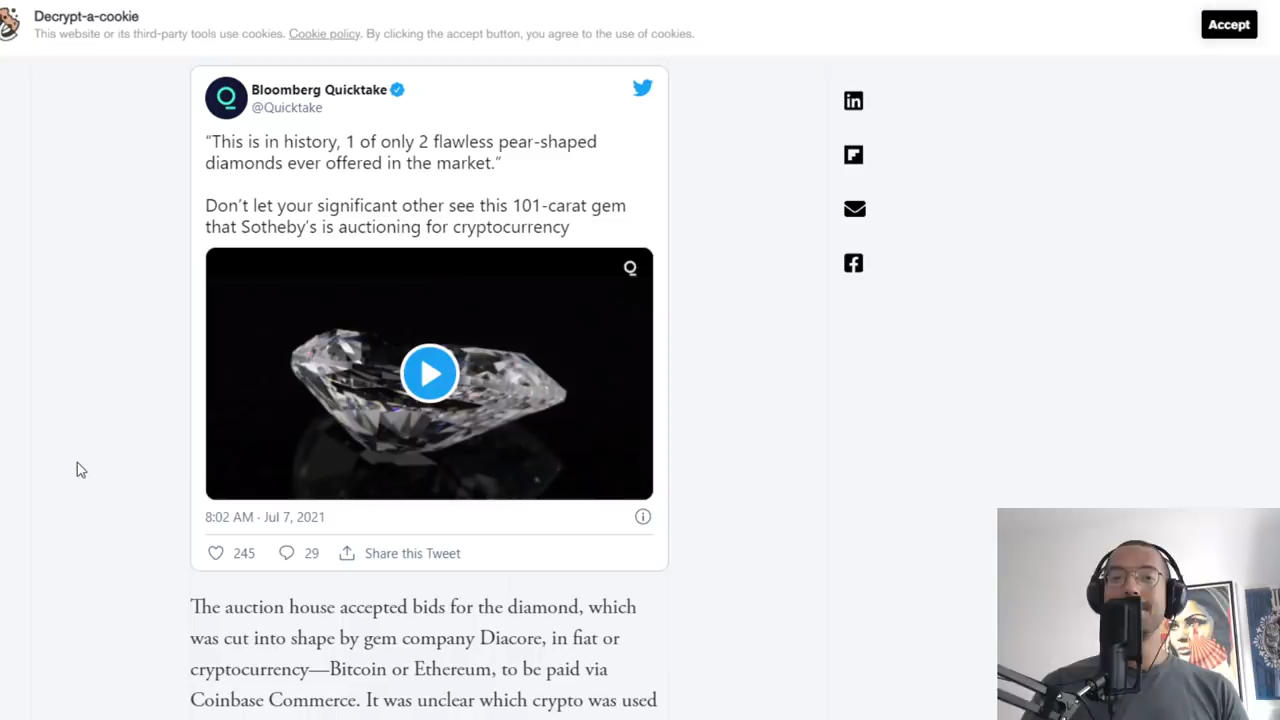 Decrypt-a-cookie
This website or its third-party tools use cookies. Cookie policy. By clicking the accept button, you agree to the use of cookies.
Accept
Bloomberg Quicktake
@Quicktake
“This is in history, 1 of only 2 flawless pear-shaped
diamonds ever offered in the market.”
Don’t let your significant other see this 101-carat gem
that Sotheby’s is auctioning for cryptocurrency
8:02 AM · Jul 7, 2021
245
29
Share this Tweet
The auction house accepted bids for the diamond, which
was cut into shape by gem company Diacore, in fiat or
cryptocurrency—Bitcoin or Ethereum, to be paid via
Coinbase Commerce. It was unclear which crypto was used